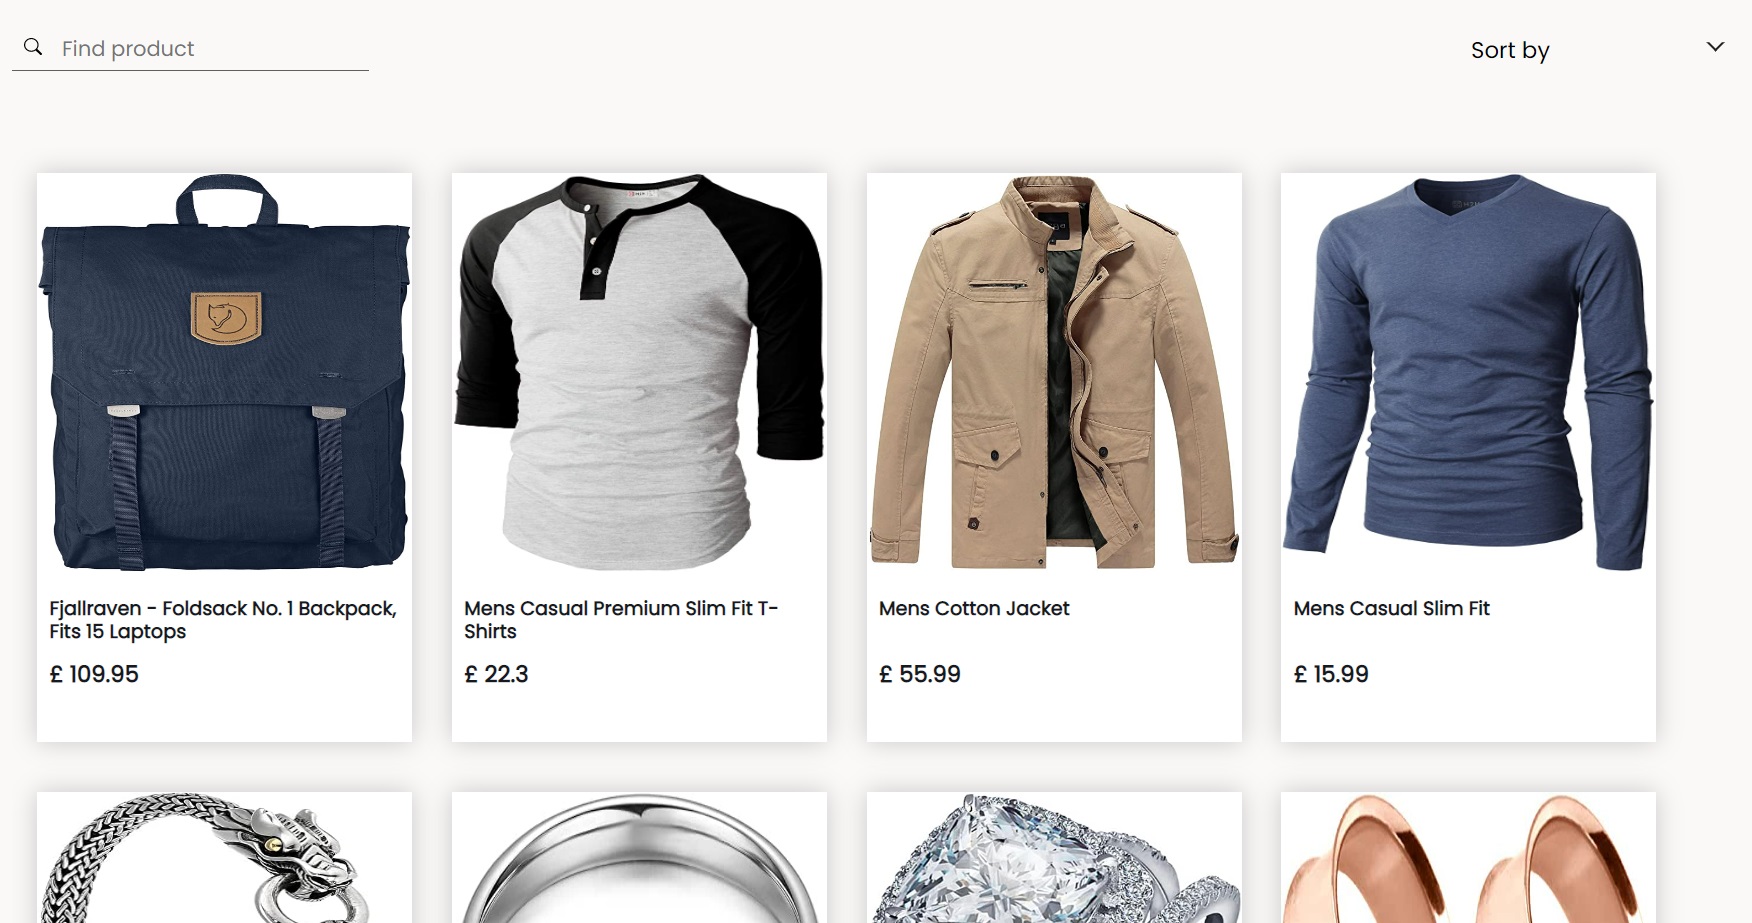 Find product
Sort by
Fjallraven - Foldsack No. 1 Backpack,
Fits 15 Laptops
£ 109.95
Mens Casual Premium Slim Fit T-
Shirts
£ 22.3
Mens Cotton Jacket
£ 55.99
Mens Casual Slim Fit
£ 15.99